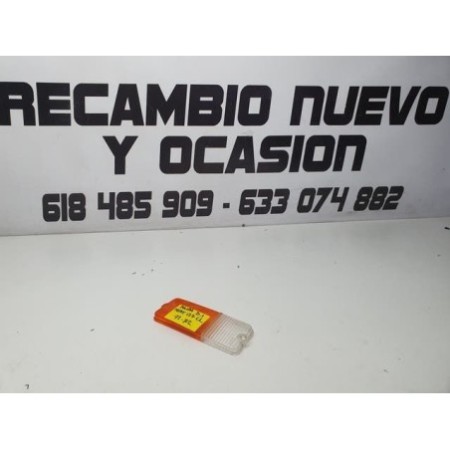 RECAMBIO NUEVO
Y OCASION
618 485 909 - 633 074 882